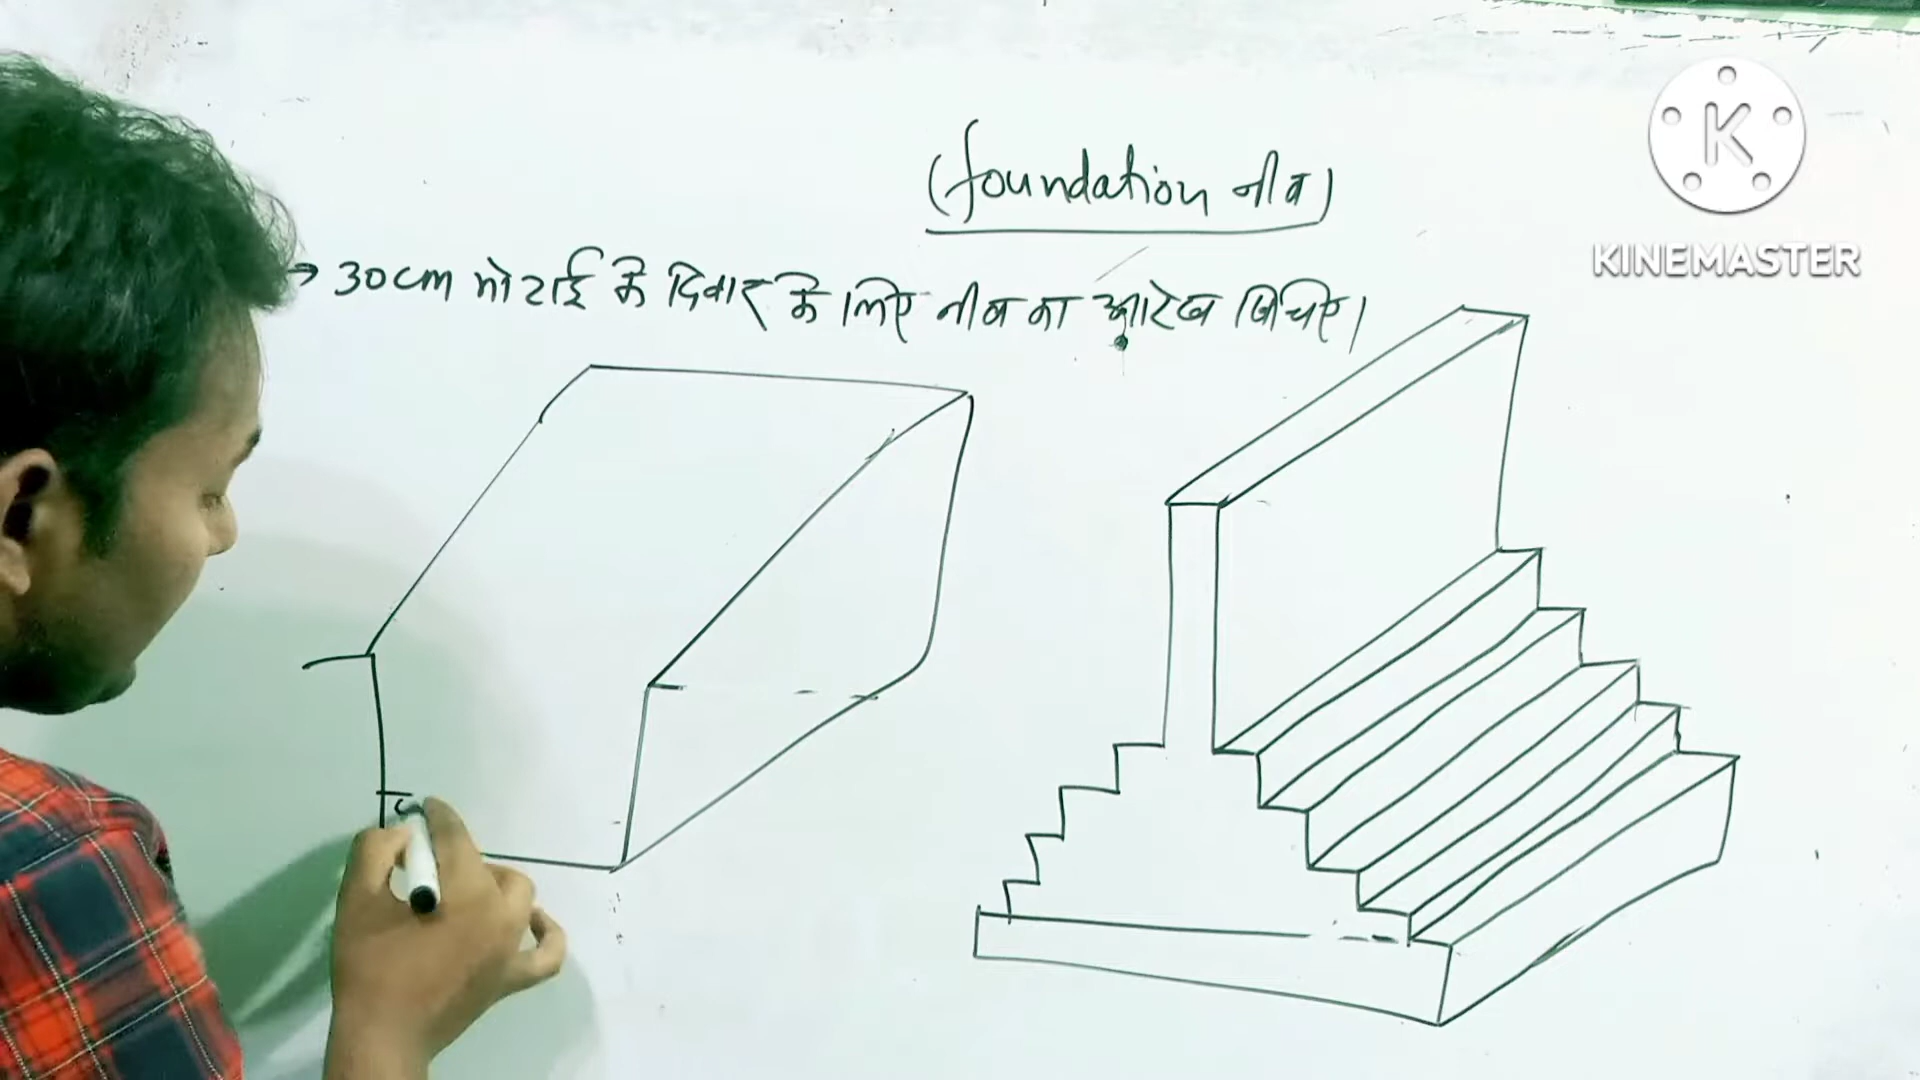 (foundation नीव)
→ 30cm मोटाई के दिवार के लिए नीव का आरेख खिचिए।
K
KINEMASTER